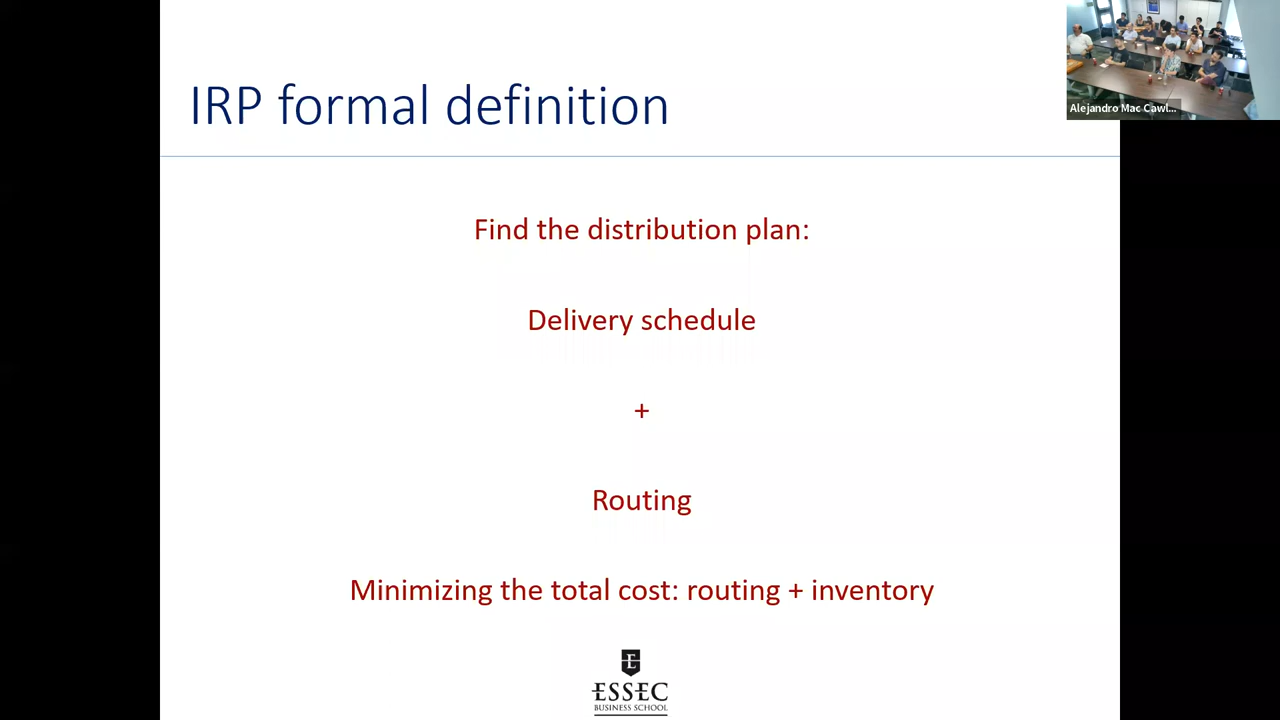 IRP formal definition
Alejandro Mac Cawl...
Find the distribution plan:
Delivery schedule
+
Routing
Minimizing the total cost: routing + inventory
E
ESSEC
BUSINESS SCHOOL